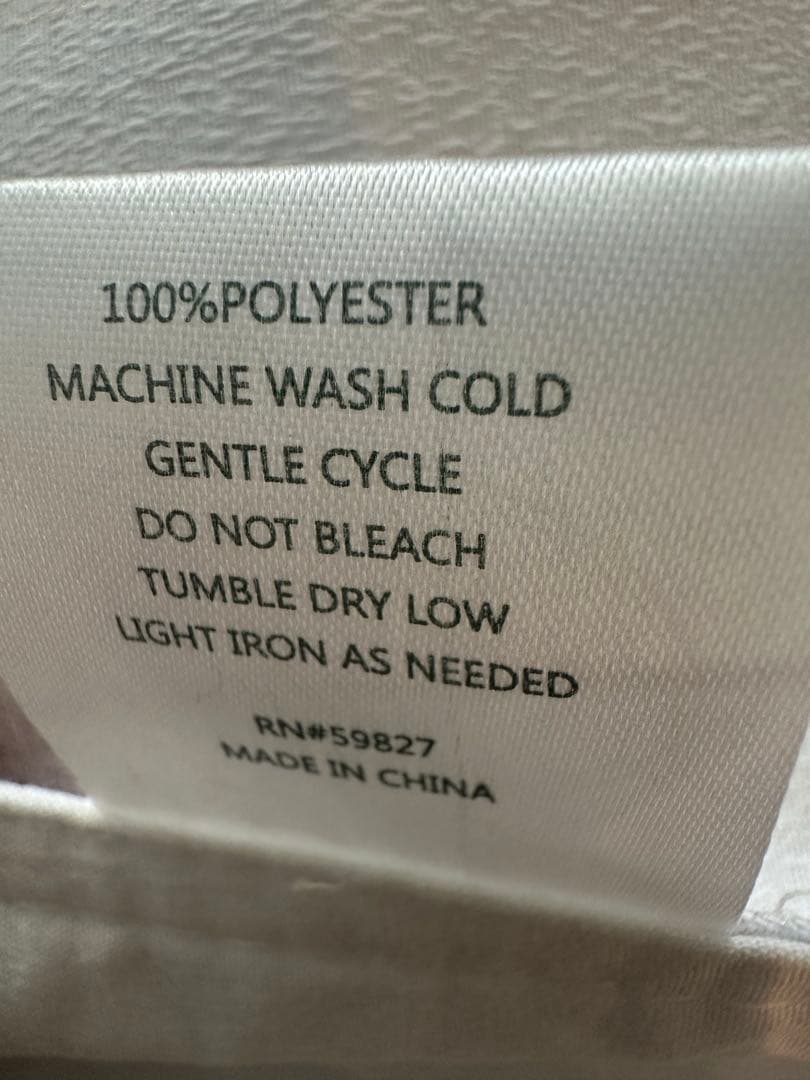 100%POLYESTER
MACHINE WASH COLD
GENTLE CYCLE
DO NOT BLEACH
TUMBLE DRY LOW
LIGHT IRON AS NEEDED
RN#59827
MADE IN CHINA